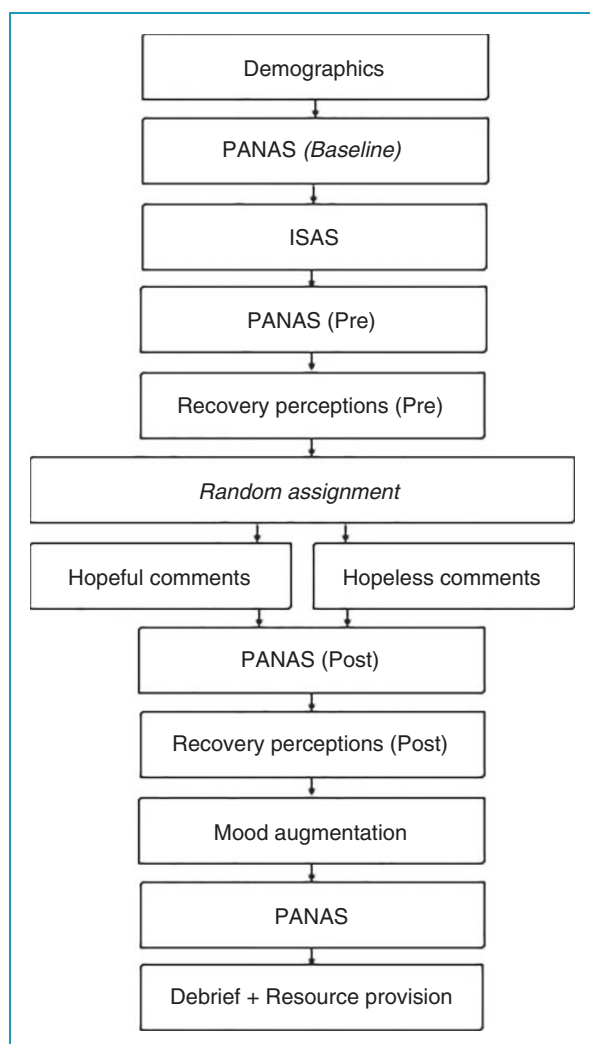 Demographics
PANAS (Baseline)
ISAS
PANAS (Pre)
Recovery perceptions (Pre)
Random assignment
Hopeful comments
Hopeless comments
PANAS (Post)
Recovery perceptions (Post)
Mood augmentation
PANAS
Debrief + Resource provision